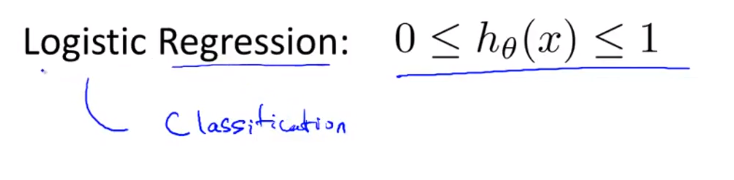 Logistic Regression: 0 ≤ hθ(x) ≤ 1
Classification